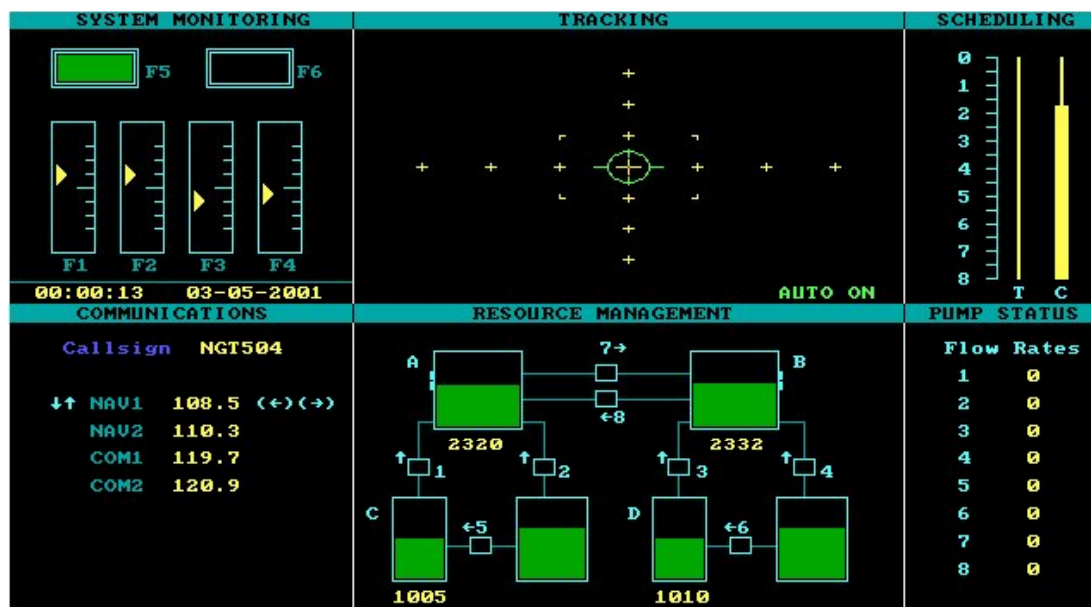 SYSTEM MONITORING
F5 F6
F1 F2 F3 F4
00:00:13 03-05-2001
TRACKING
AUTO ON
SCHEDULING
0
1
2
3
4
5
6
7
8
T C
COMMUNICATIONS
Callsign NGT504
↓↑ NAV1 108.5 (←)(→)
NAV2 110.3
COM1 119.7
COM2 120.9
RESOURCE MANAGEMENT
7→
A B
←8
2320 2332
↑ 1 ↑ 2 ↑ 3 ↑ 4
C ←5 D ←6
1005 1010
PUMP STATUS
Flow Rates
1 0
2 0
3 0
4 0
5 0
6 0
7 0
8 0